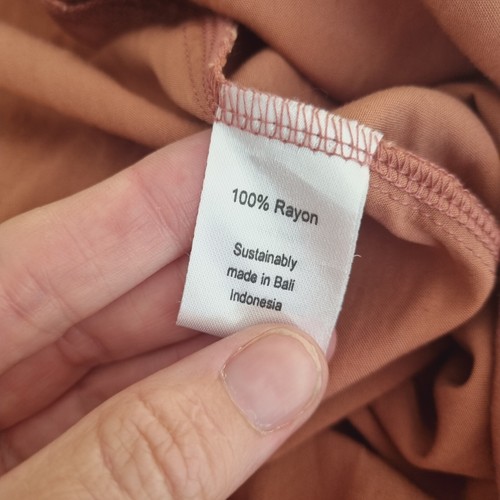 100% Rayon
Sustainably
made in Bali
Indonesia